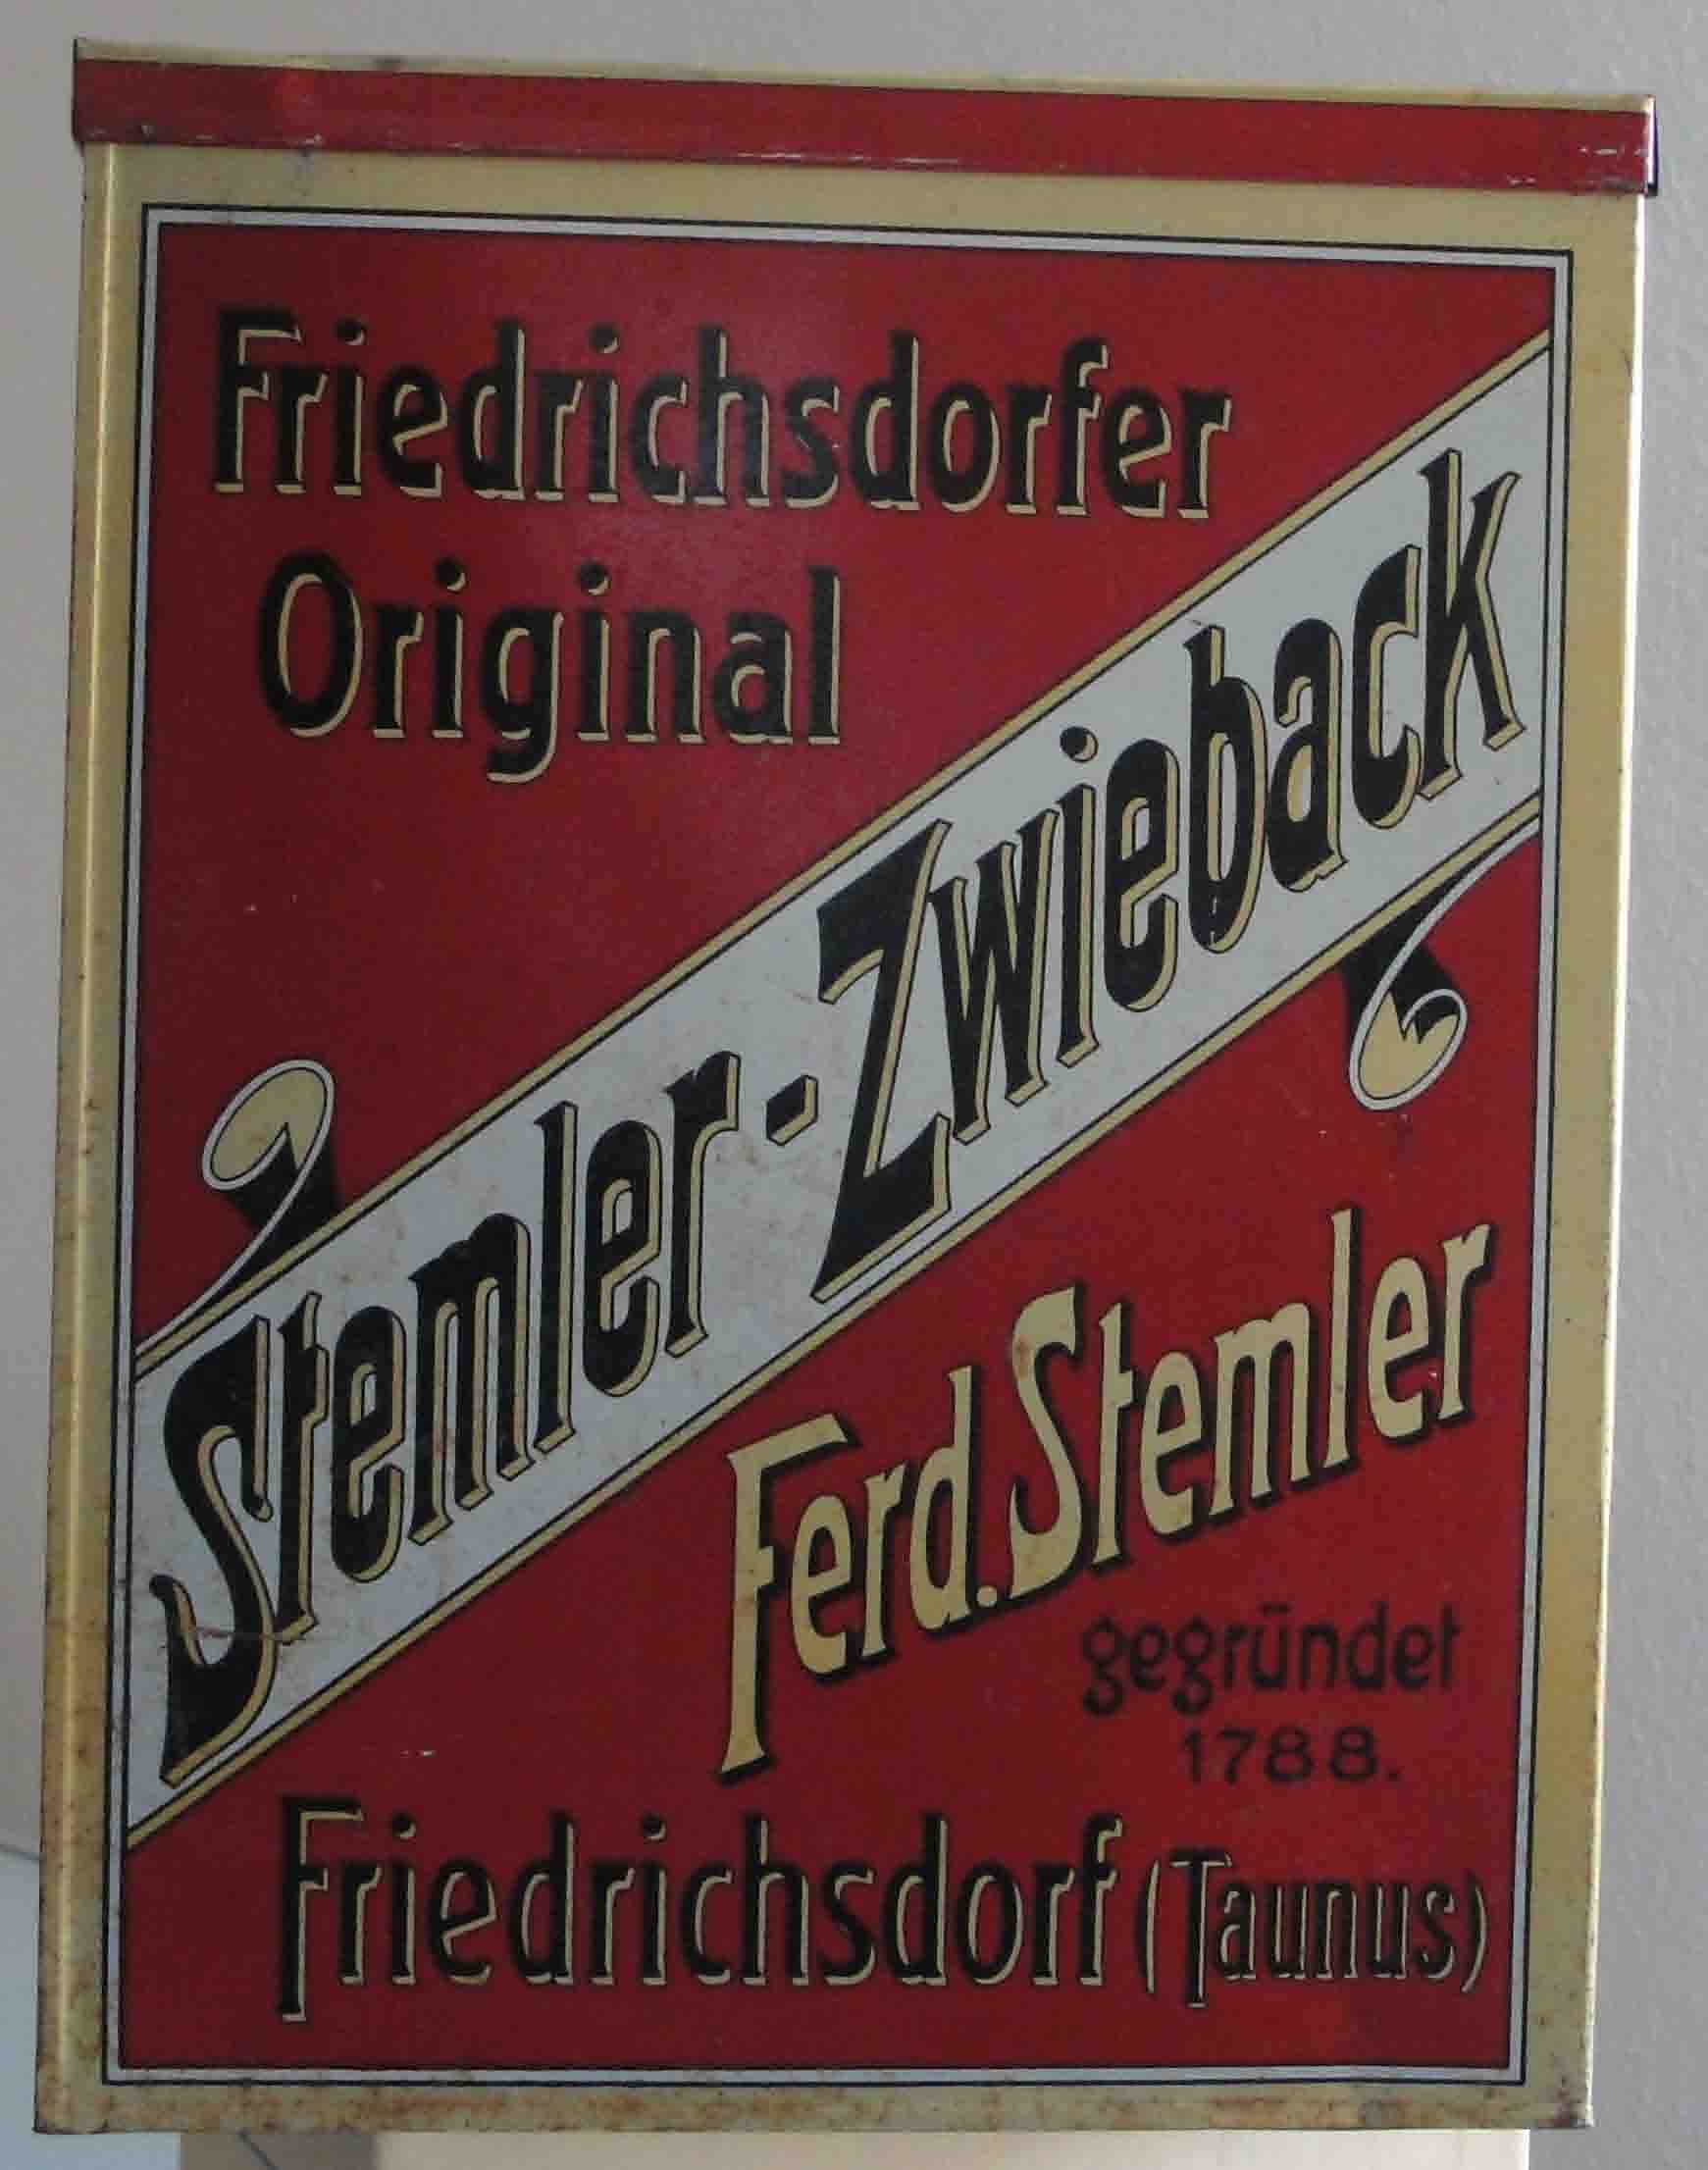 Friedrichsdorfer
Original
Stemler-Zwieback
Ferd. Stemler
gegründet
1788.
Friedrichsdorf (Taunus)